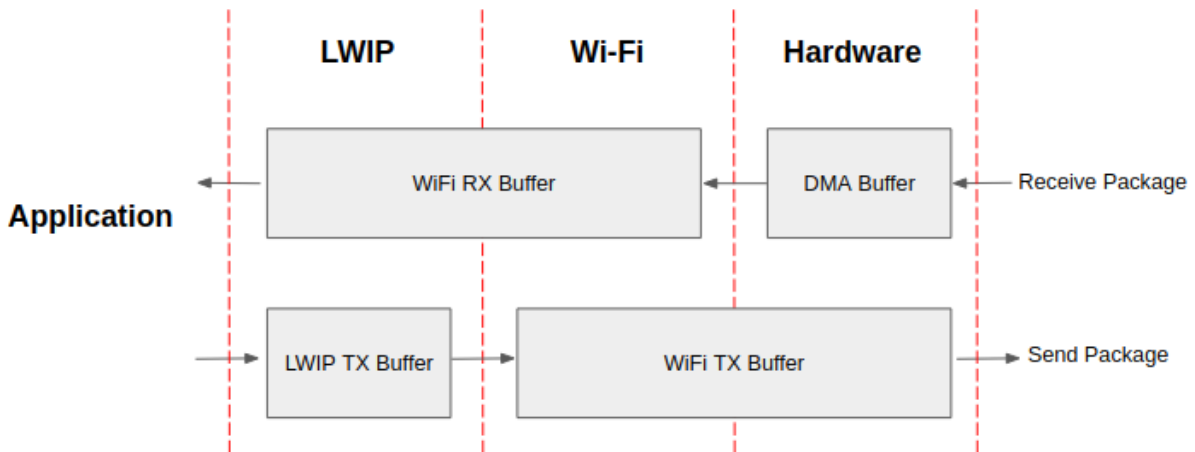 LWIP
Wi-Fi
Hardware
WiFi RX Buffer
DMA Buffer
Receive Package
Application
LWIP TX Buffer
WiFi TX Buffer
Send Package